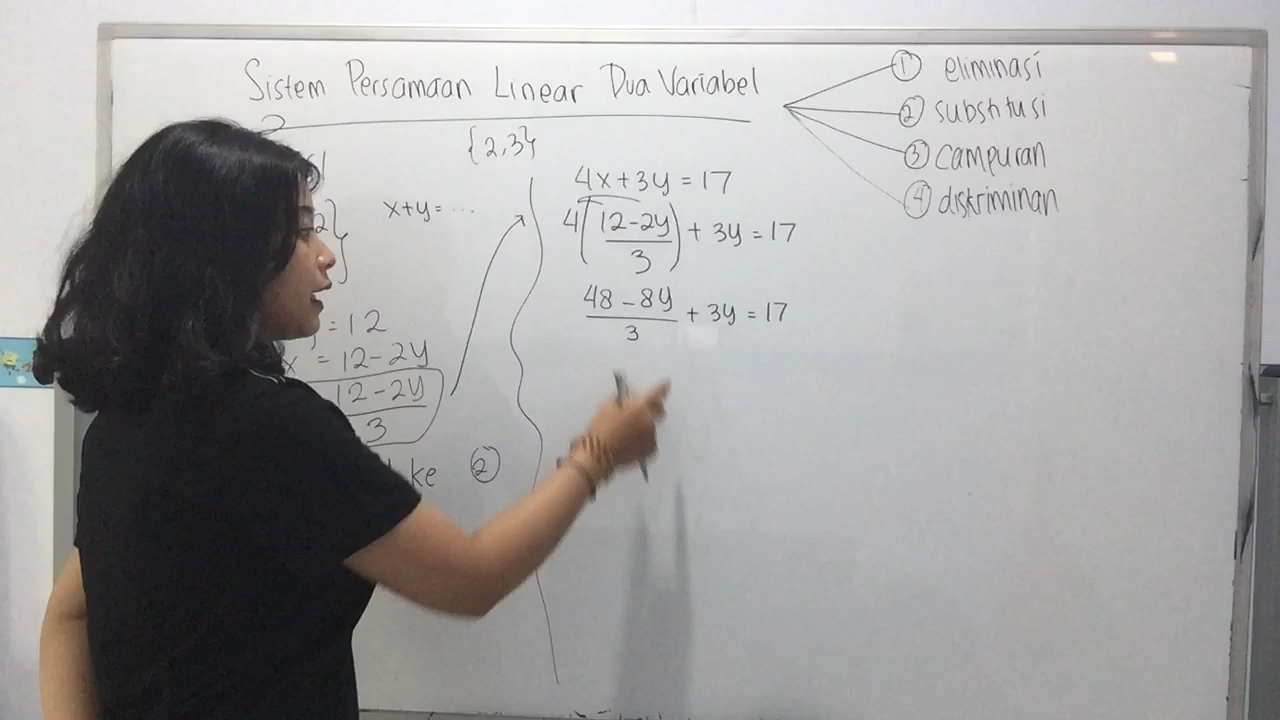 Sistem Persamaan Linear Dua Variabel
① eliminasi
② substitusi
③ campuran
④ diskriminan
{2,3}
x+y = ...
= 12
x = 12-2y
12-2y
3
ke ②
4x+3y = 17
4(12-2y/3) + 3y = 17
48-8y/3 + 3y = 17